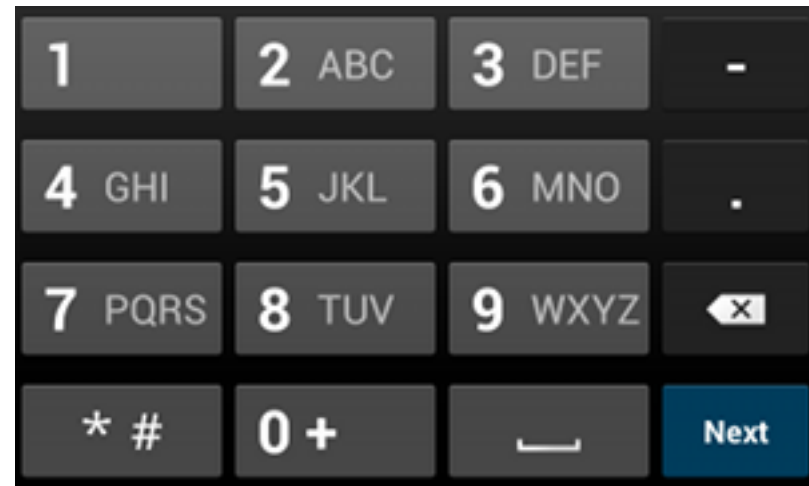 1 2 ABC 3 DEF -
4 GHI 5 JKL 6 MNO .
7 PQRS 8 TUV 9 WXYZ
* # 0 + Next